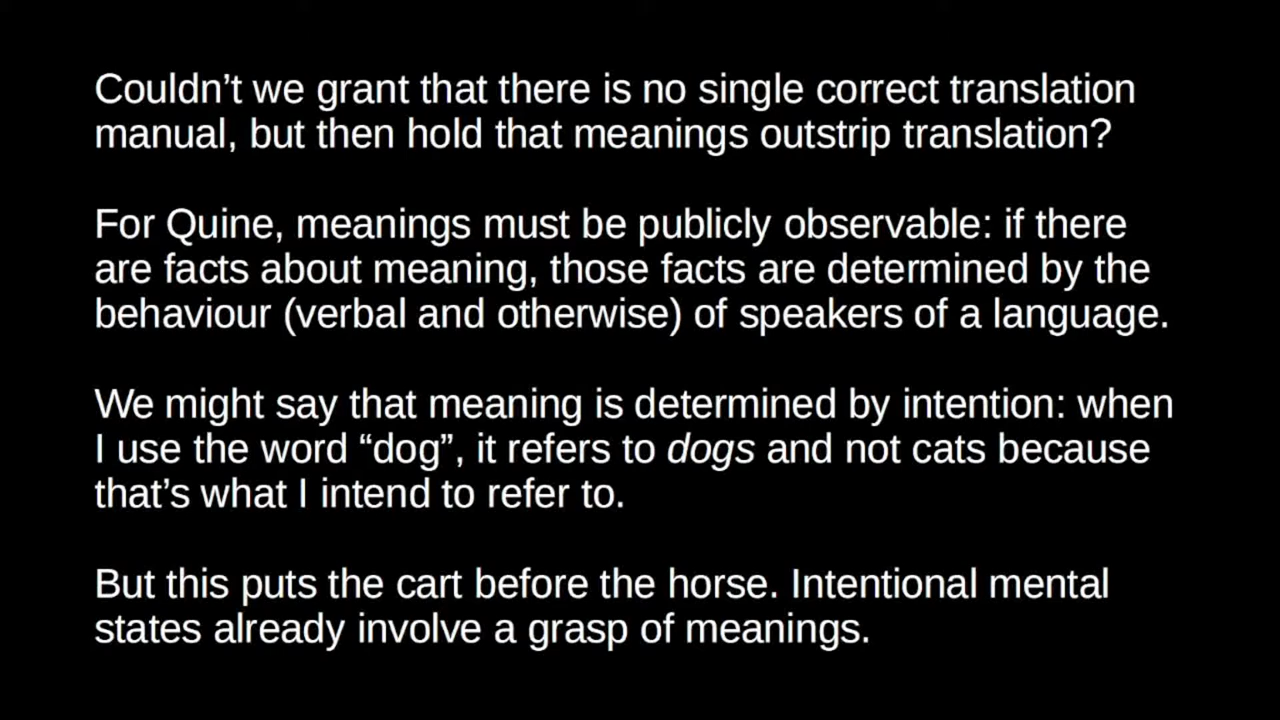 Couldn’t we grant that there is no single correct translation
manual, but then hold that meanings outstrip translation?
For Quine, meanings must be publicly observable: if there
are facts about meaning, those facts are determined by the
behaviour (verbal and otherwise) of speakers of a language.
We might say that meaning is determined by intention: when
I use the word “dog”, it refers to dogs and not cats because
that’s what I intend to refer to.
But this puts the cart before the horse. Intentional mental
states already involve a grasp of meanings.